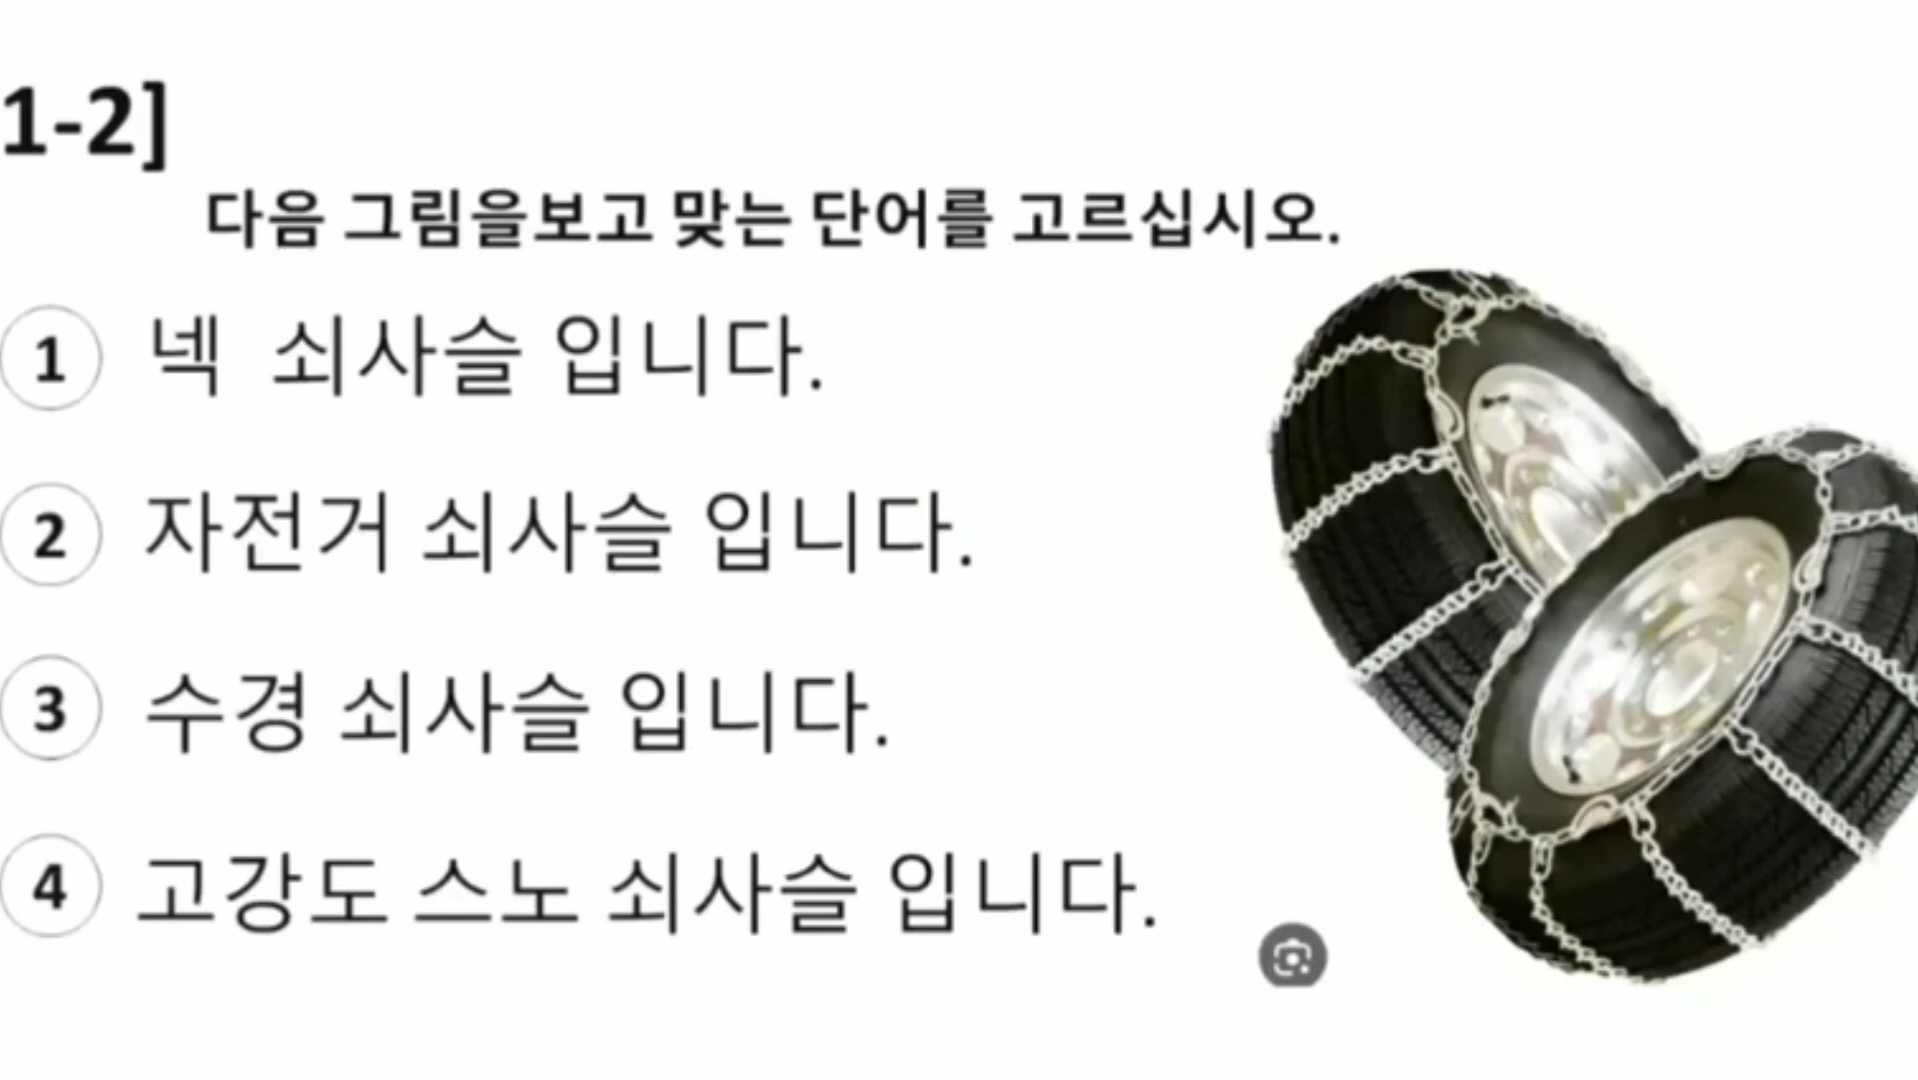 1-2]
다음 그림을보고 맞는 단어를 고르십시오.
1 넥 쇠사슬 입니다.
2 자전거 쇠사슬 입니다.
3 수경 쇠사슬 입니다.
4 고강도 스노 쇠사슬 입니다.